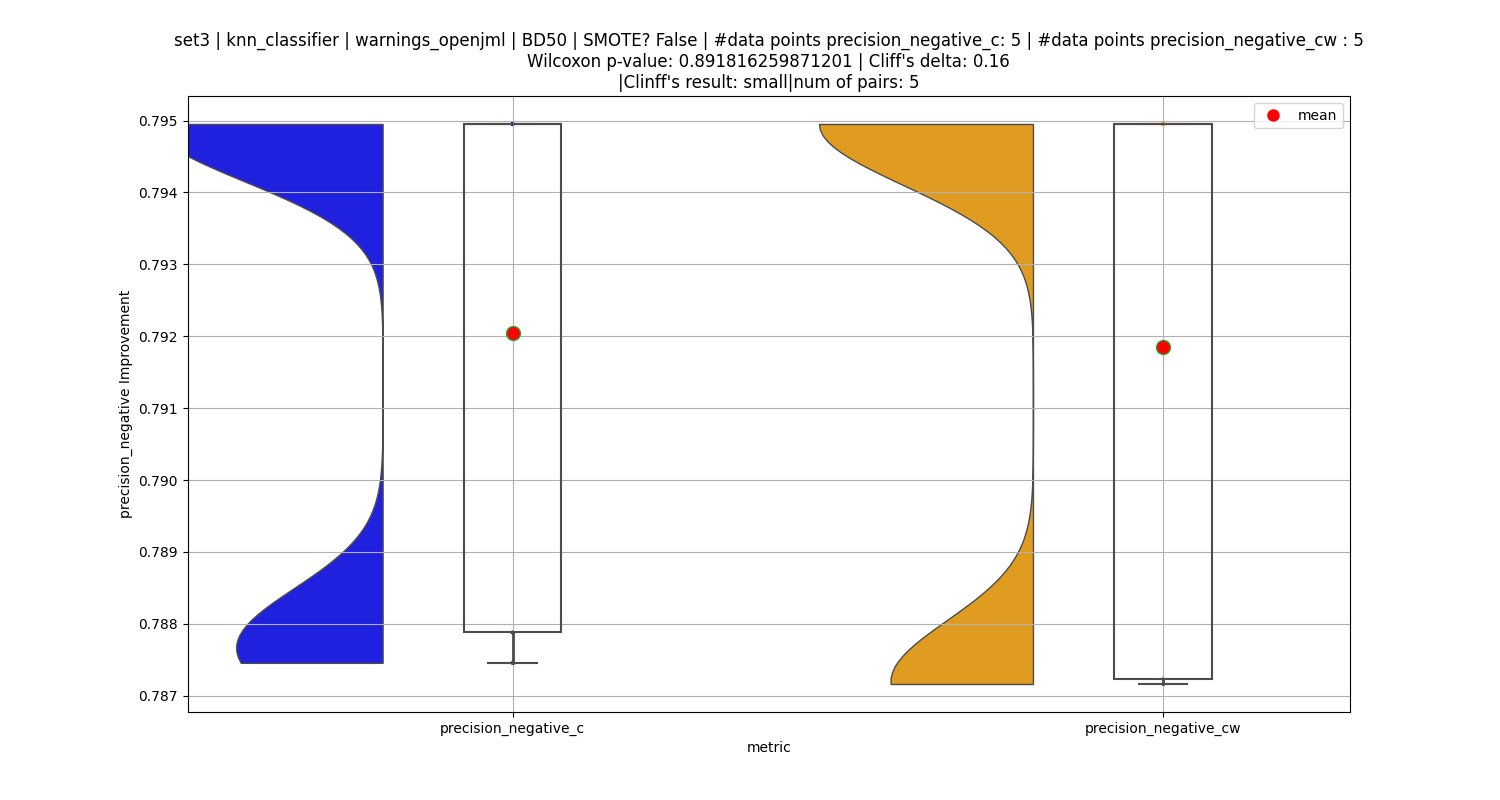 set3 | knn_classifier | warnings_openjml | BD50 | SMOTE? False | #data points precision_negative_c: 5 | #data points precision_negative_cw : 5
Wilcoxon p-value: 0.891816259871201 | Cliff's delta: 0.16
|Clinff's result: small|num of pairs: 5
mean
0.795
0.794
0.793
0.792
0.791
0.790
0.789
0.788
0.787
precision_negative Improvement
precision_negative_c
precision_negative_cw
metric